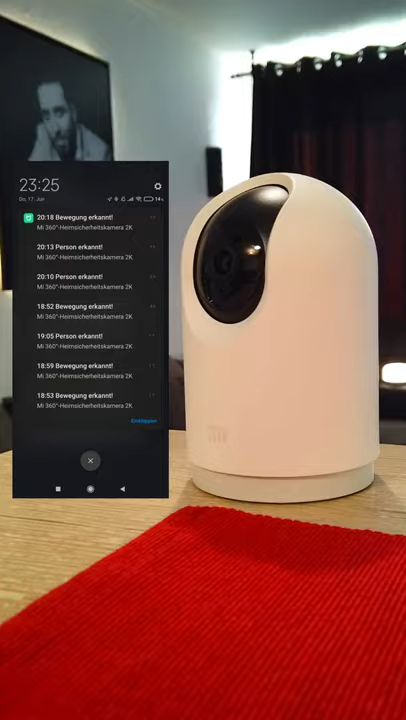 23:25
Do, 17. Jun
14%
20:18 Bewegung erkannt!
Mi 360°-Heimsicherheitskamera 2K
20:13 Person erkannt!
Mi 360°-Heimsicherheitskamera 2K
20:10 Person erkannt!
Mi 360°-Heimsicherheitskamera 2K
18:52 Bewegung erkannt!
Mi 360°-Heimsicherheitskamera 2K
19:05 Person erkannt!
Mi 360°-Heimsicherheitskamera 2K
18:59 Bewegung erkannt!
Mi 360°-Heimsicherheitskamera 2K
18:53 Bewegung erkannt!
Mi 360°-Heimsicherheitskamera 2K
Einklappen